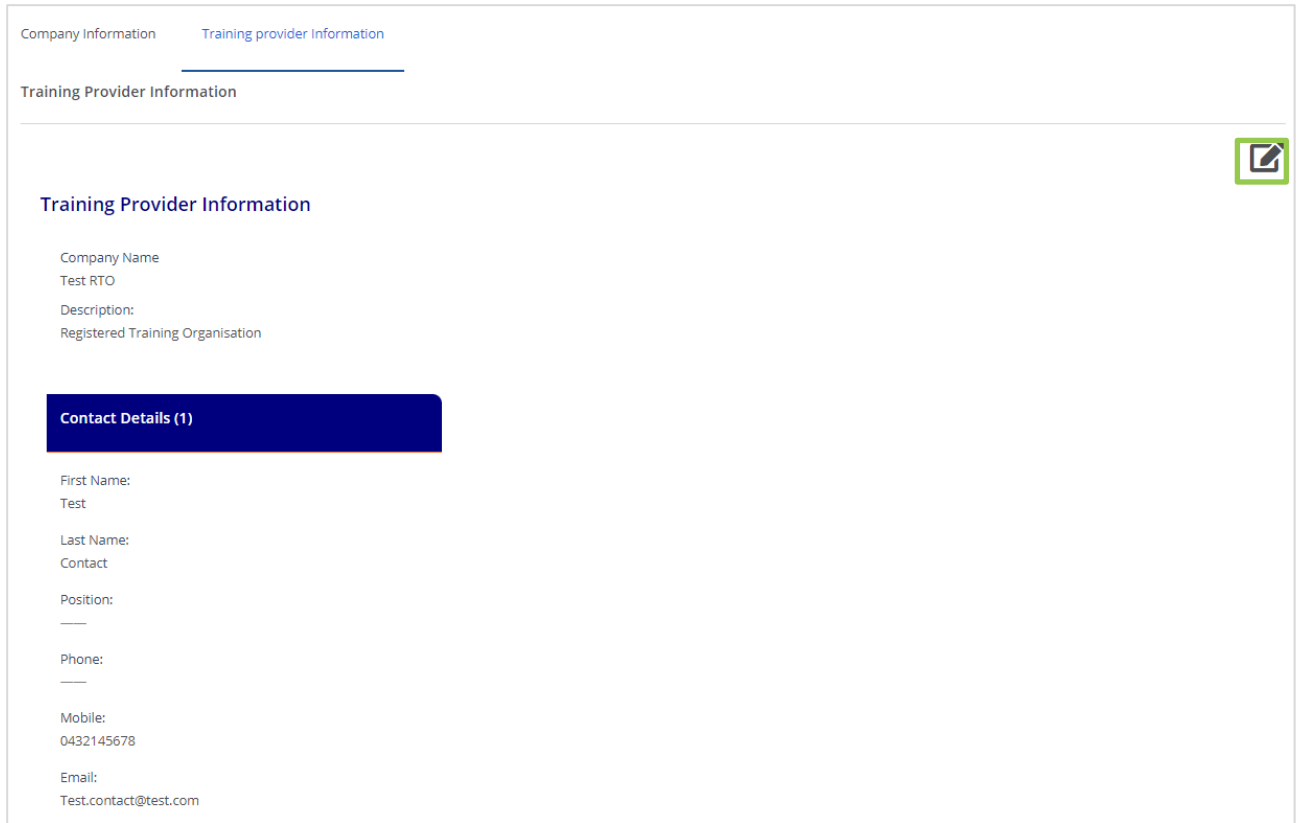 Company Information Training provider Information
Training Provider Information
Training Provider Information
Company Name
Test RTO
Description:
Registered Training Organisation
Contact Details (1)
First Name:
Test
Last Name:
Contact
Position:
——
Phone:
——
Mobile:
0432145678
Email:
Test.contact@test.com